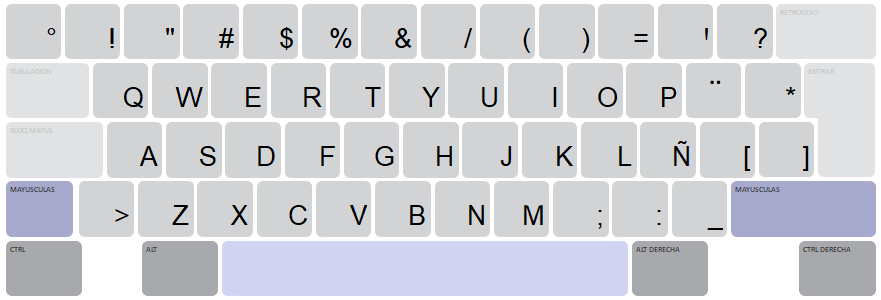 ° ! " # $ % & / ( ) = ' ? RETROCESO
TABULACION Q W E R T Y U I O P ¨ * ENTRAR
BLOQ MAYUS A S D F G H J K L Ñ [ ]
MAYUSCULAS > Z X C V B N M ; : _ MAYUSCULAS
CTRL ALT ALT DERECHA CTRL DERECHA